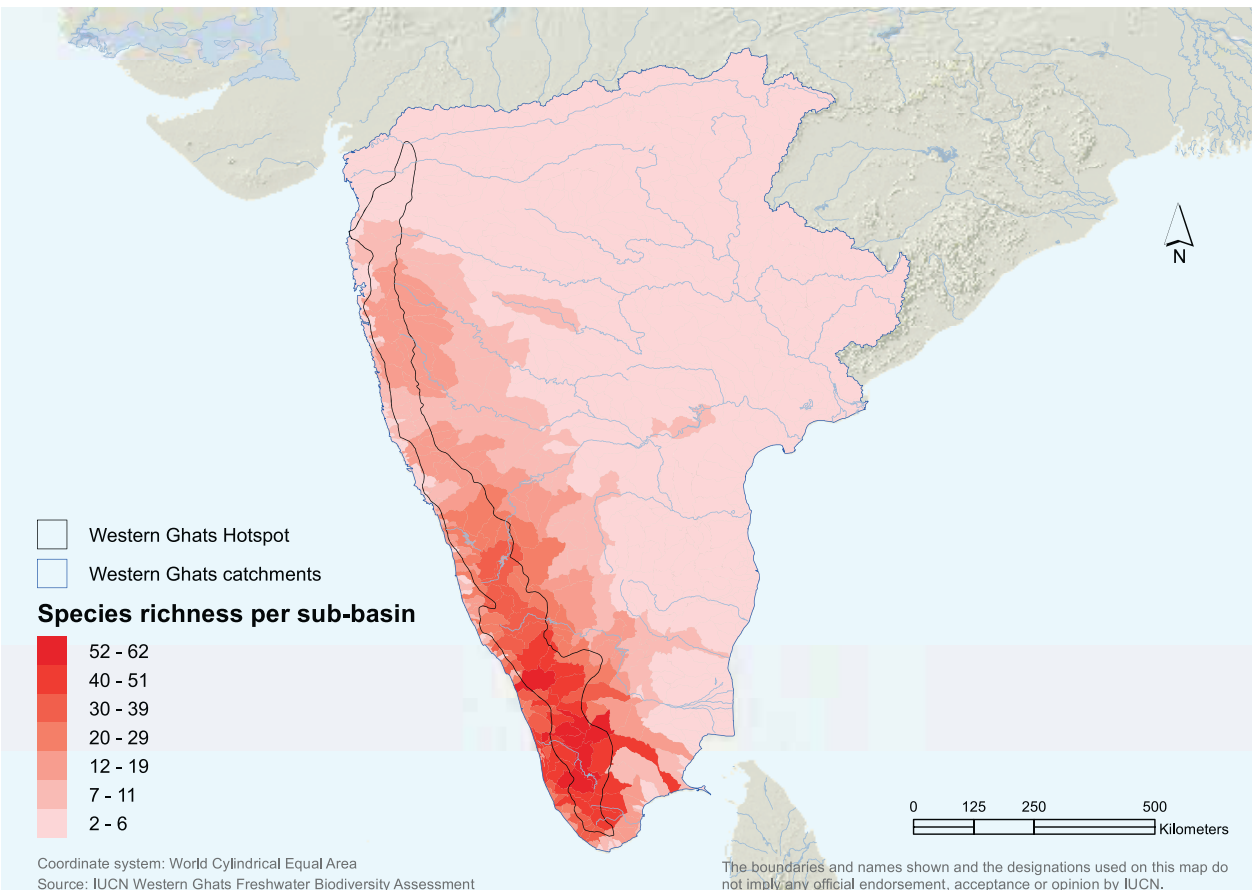 N
Western Ghats Hotspot
Western Ghats catchments
Species richness per sub-basin
52 - 62
40 - 51
30 - 39
20 - 29
12 - 19
7 - 11
2 - 6
0 125 250 500
Kilometers
Coordinate system: World Cylindrical Equal Area
Source: IUCN Western Ghats Freshwater Biodiversity Assessment
The boundaries and names shown and the designations used on this map do
not imply any official endorsement, acceptance or opinion by IUCN.